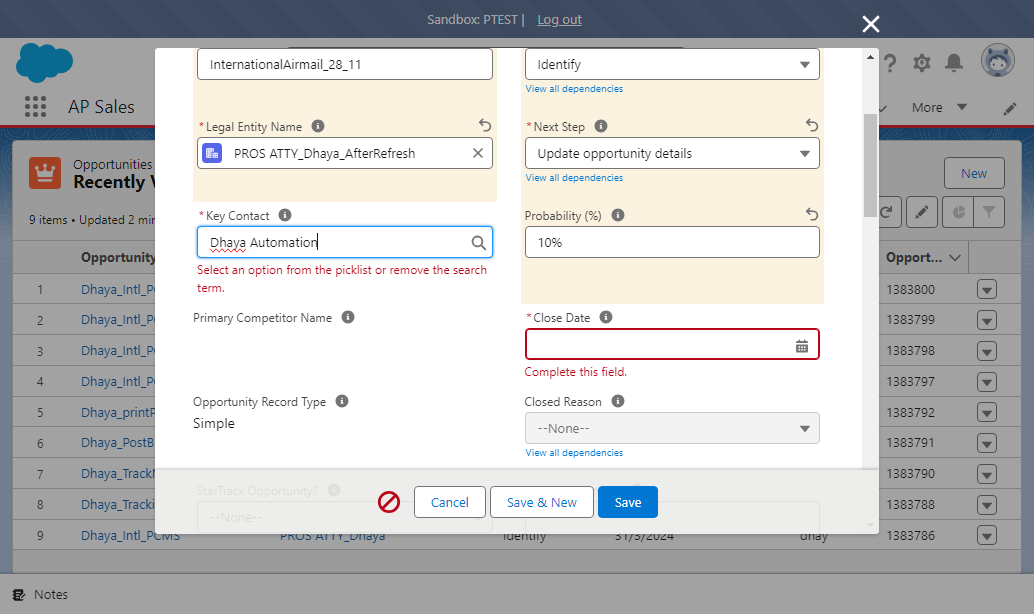 Sandbox: PTEST | Log out
AP Sales
More
Opportunities
Recently V
New
9 items • Updated 2 min
InternationalAirmail_28_11
Identify
View all dependencies
*Legal Entity Name
*Next Step
PROS ATTY_Dhaya_AfterRefresh
Update opportunity details
View all dependencies
*Key Contact
Probability (%)
Dhaya Automation
10%
Select an option from the picklist or remove the search
term.
Primary Competitor Name
*Close Date
Complete this field.
Opportunity Record Type
Closed Reason
Simple
--None--
View all dependencies
StarTrack Opportunity?
--None--
Cancel
Save & New
Save
Opportunity
Opport...
1 Dhaya_Intl_P 1383800
2 Dhaya_Intl_P 1383799
3 Dhaya_Intl_P 1383798
4 Dhaya_Intl_P 1383797
5 Dhaya_printP 1383792
6 Dhaya_PostB 1383791
7 Dhaya_Track 1383790
8 Dhaya_Tracki 1383788
9 Dhaya_Intl_PCMS PROS ATTY_Dhaya Identify 31/3/2024 dhay 1383786
Notes